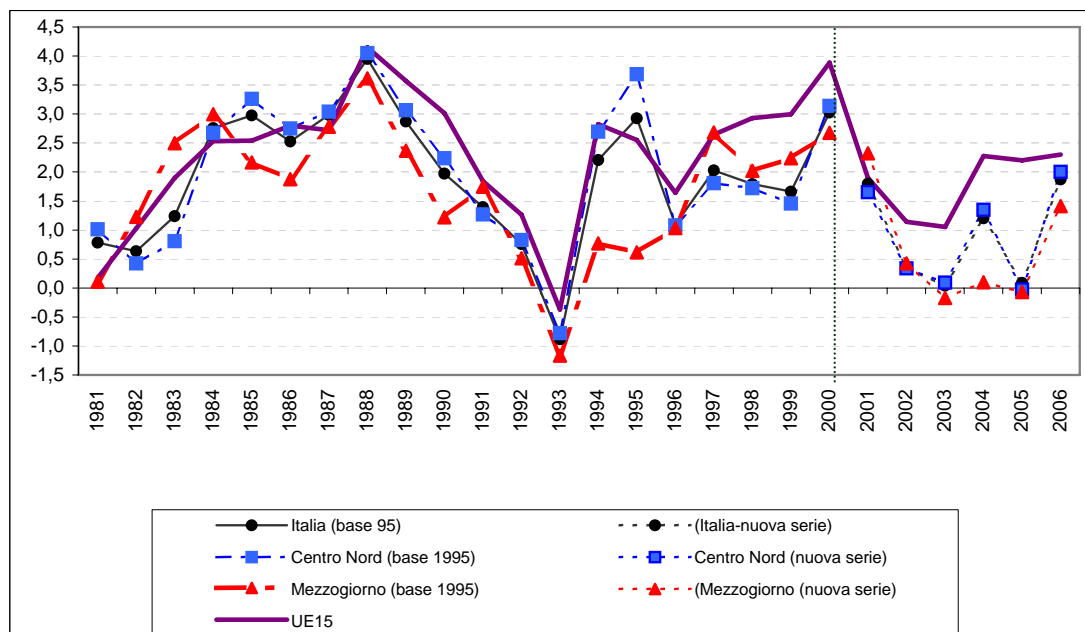 4,5
4,0
3,5
3,0
2,5
2,0
1,5
1,0
0,5
0,0
-0,5
-1,0
-1,5
1981 1982 1983 1984 1985 1986 1987 1988 1989 1990 1991 1992 1993 1994 1995 1996 1997 1998 1999 2000 2001 2002 2003 2004 2005 2006
Italia (base 95) (Italia-nuova serie)
Centro Nord (base 1995) Centro Nord (nuova serie)
Mezzogiorno (base 1995) (Mezzogiorno (nuova serie)
UE15